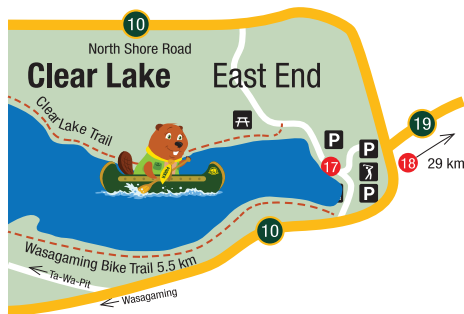 10
North Shore Road
Clear Lake East End
Clear Lake Trail
P
19
17
P
18
29 km
P
10
Wasagaming Bike Trail 5.5 km
Ta-Wa-Pit
Wasagaming